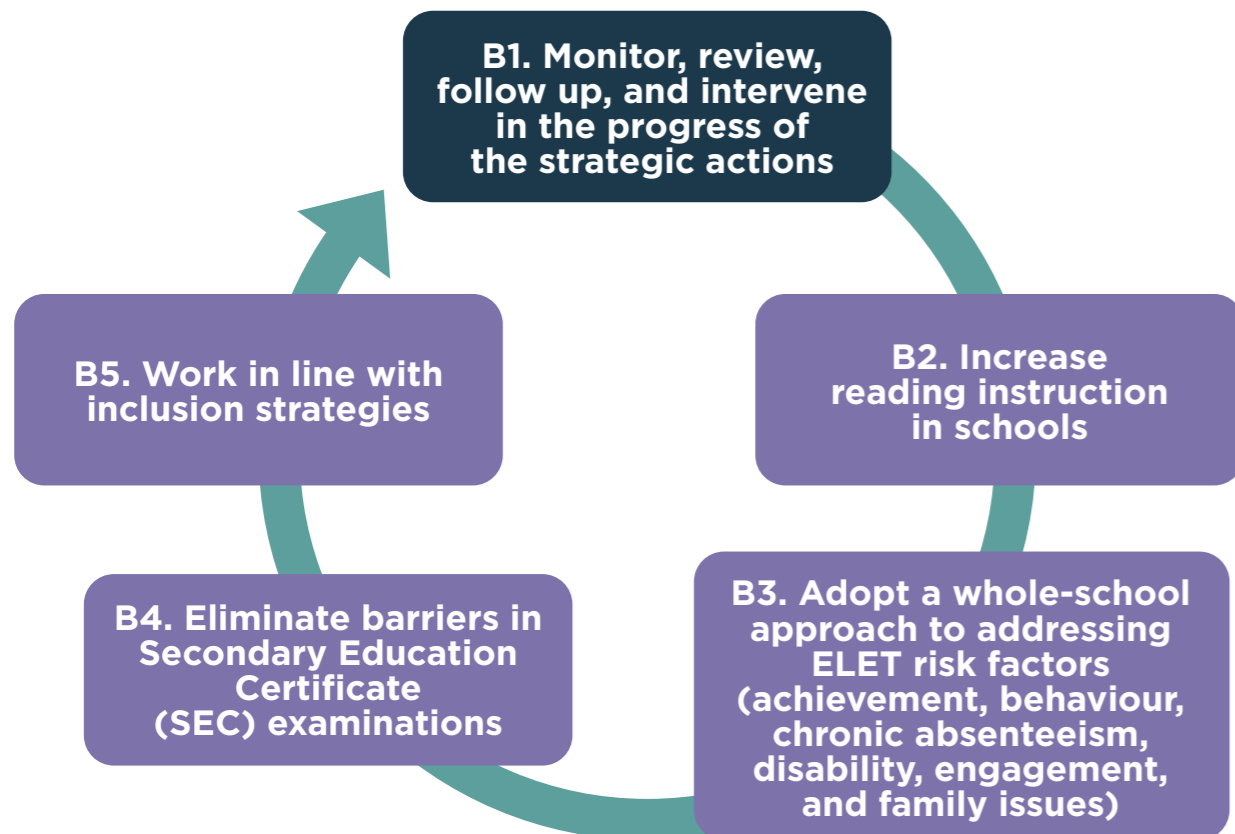 B1. Monitor, review,
follow up, and intervene
in the progress of
the strategic actions
B2. Increase
reading instruction
in schools
B3. Adopt a whole-school
approach to addressing
ELET risk factors
(achievement, behaviour,
chronic absenteeism,
disability, engagement,
and family issues)
B4. Eliminate barriers in
Secondary Education
Certificate
(SEC) examinations
B5. Work in line with
inclusion strategies